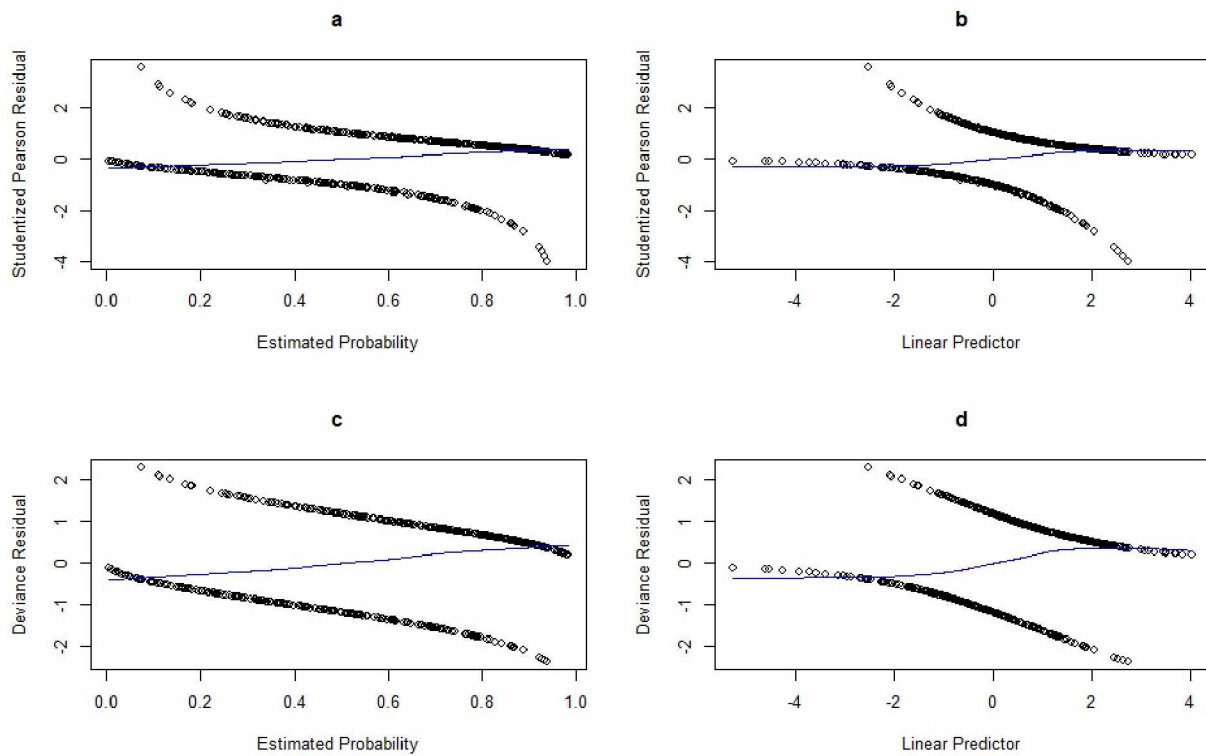 a
Studentized Pearson Residual
2
0
-2
-4
0.0 0.2 0.4 0.6 0.8 1.0
Estimated Probability
b
Studentized Pearson Residual
2
0
-2
-4
-4 -2 0 2 4
Linear Predictor
c
Deviance Residual
2
1
0
-1
-2
0.0 0.2 0.4 0.6 0.8 1.0
Estimated Probability
d
Deviance Residual
2
1
0
-1
-2
-4 -2 0 2 4
Linear Predictor